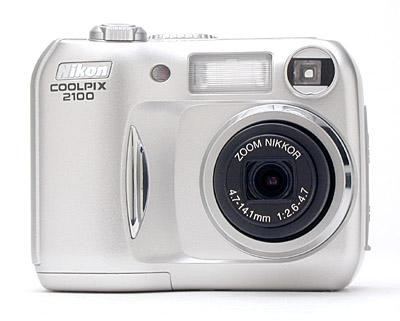 Nikon
COOLPIX
2100
ZOOM NIKKOR
4.7-14.1mm 1:2.6-4.7